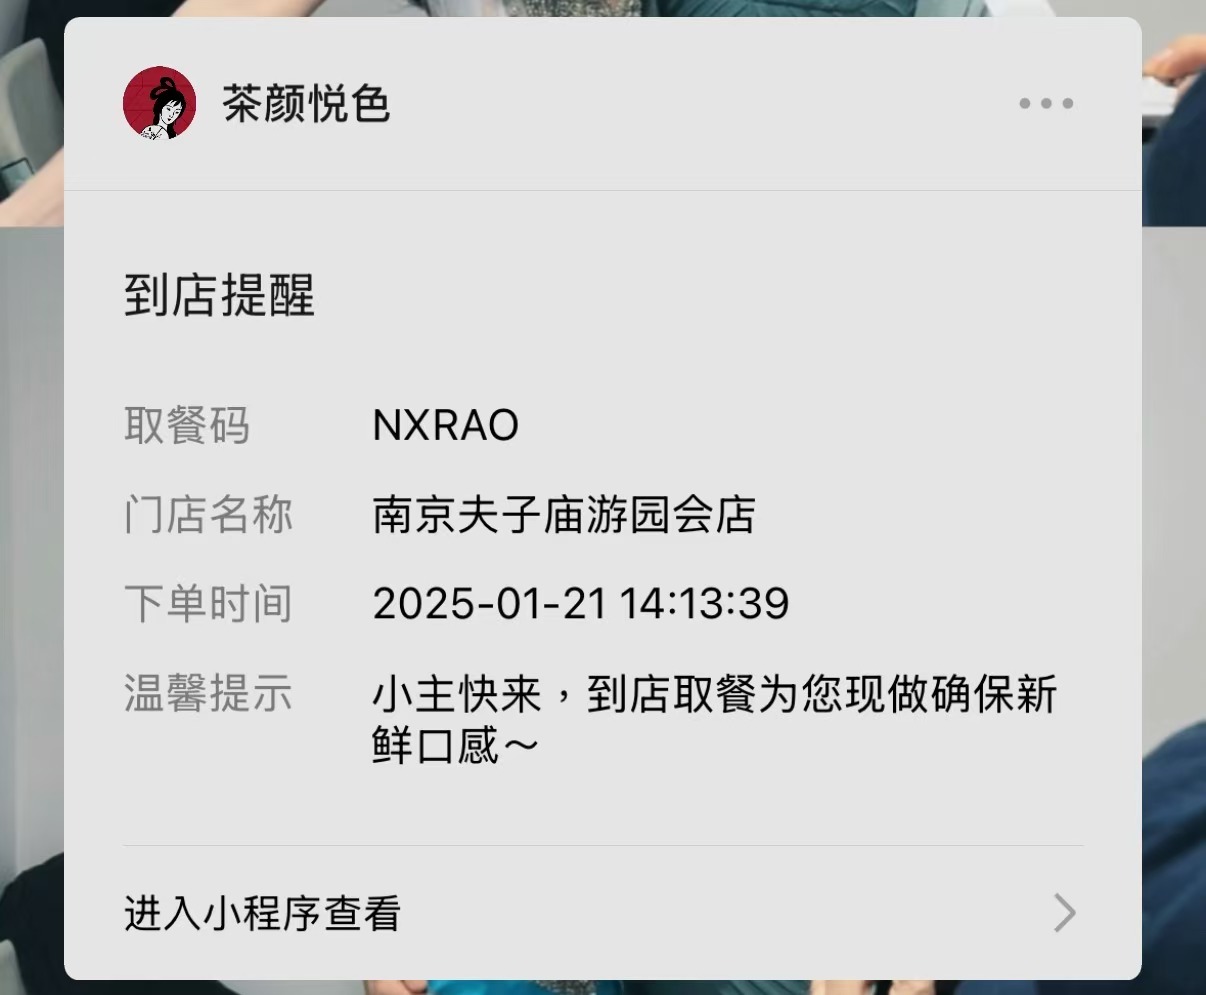 茶颜悦色
到店提醒
取餐码 NXRAO
门店名称 南京夫子庙游园会店
下单时间 2025-01-21 14:13:39
温馨提示 小主快来，到店取餐为您现做确保新
鲜口感～
进入小程序查看